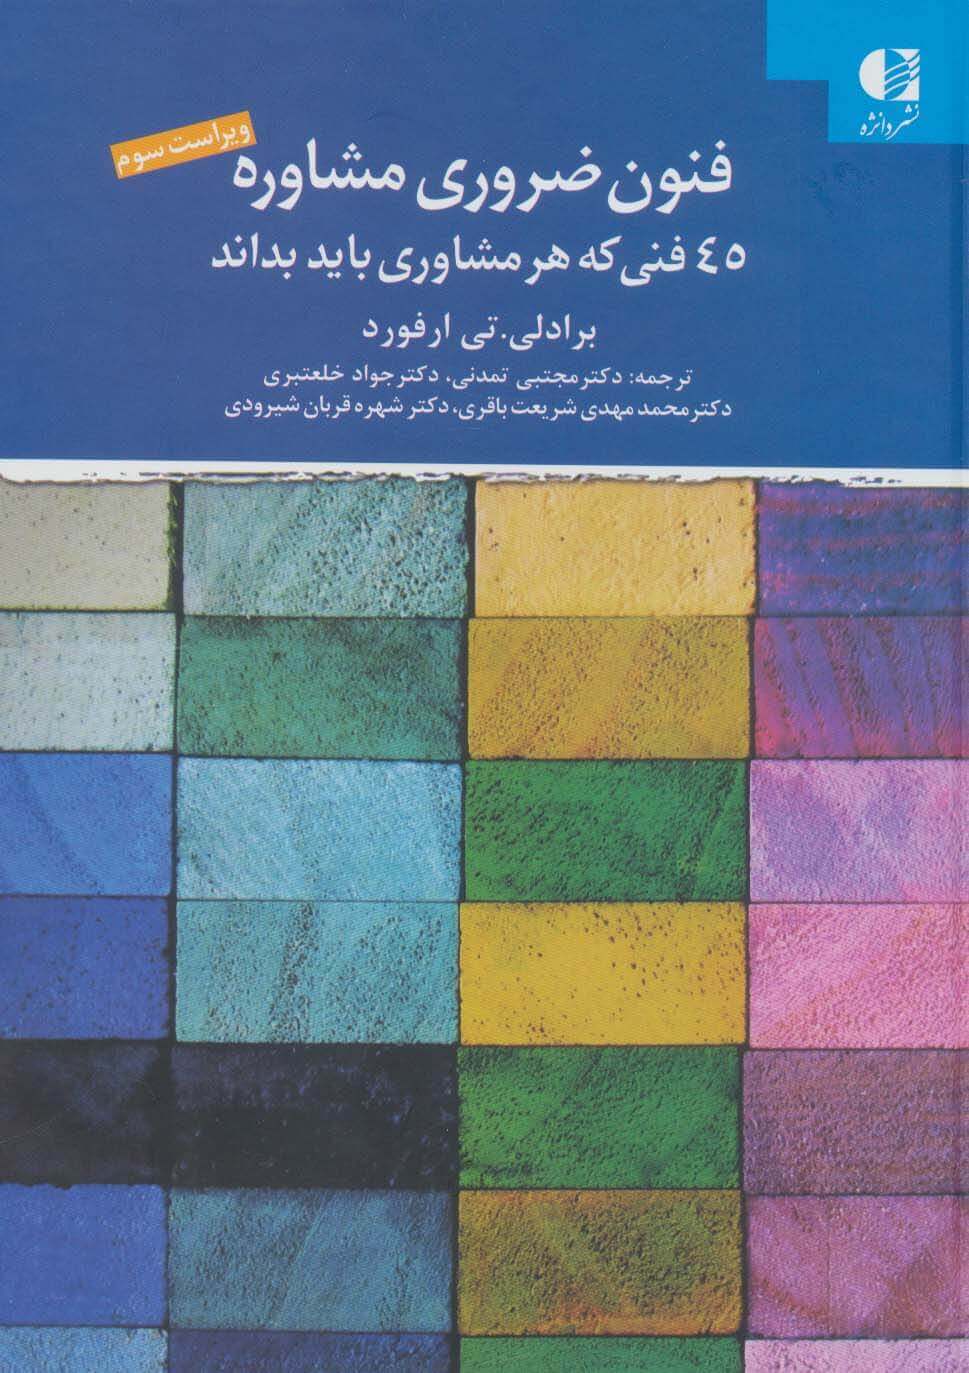 نشر دانژه
ویراست سوم
فنون ضروری مشاوره
٤٥ فنی که هر مشاوری باید بداند
برادلی.تی ارفورد
ترجمه: دکتر مجتبی تمدنی، دکتر جواد خلعتبری
دکتر محمد مهدی شریعت باقری، دکتر شهره قربان شیرودی